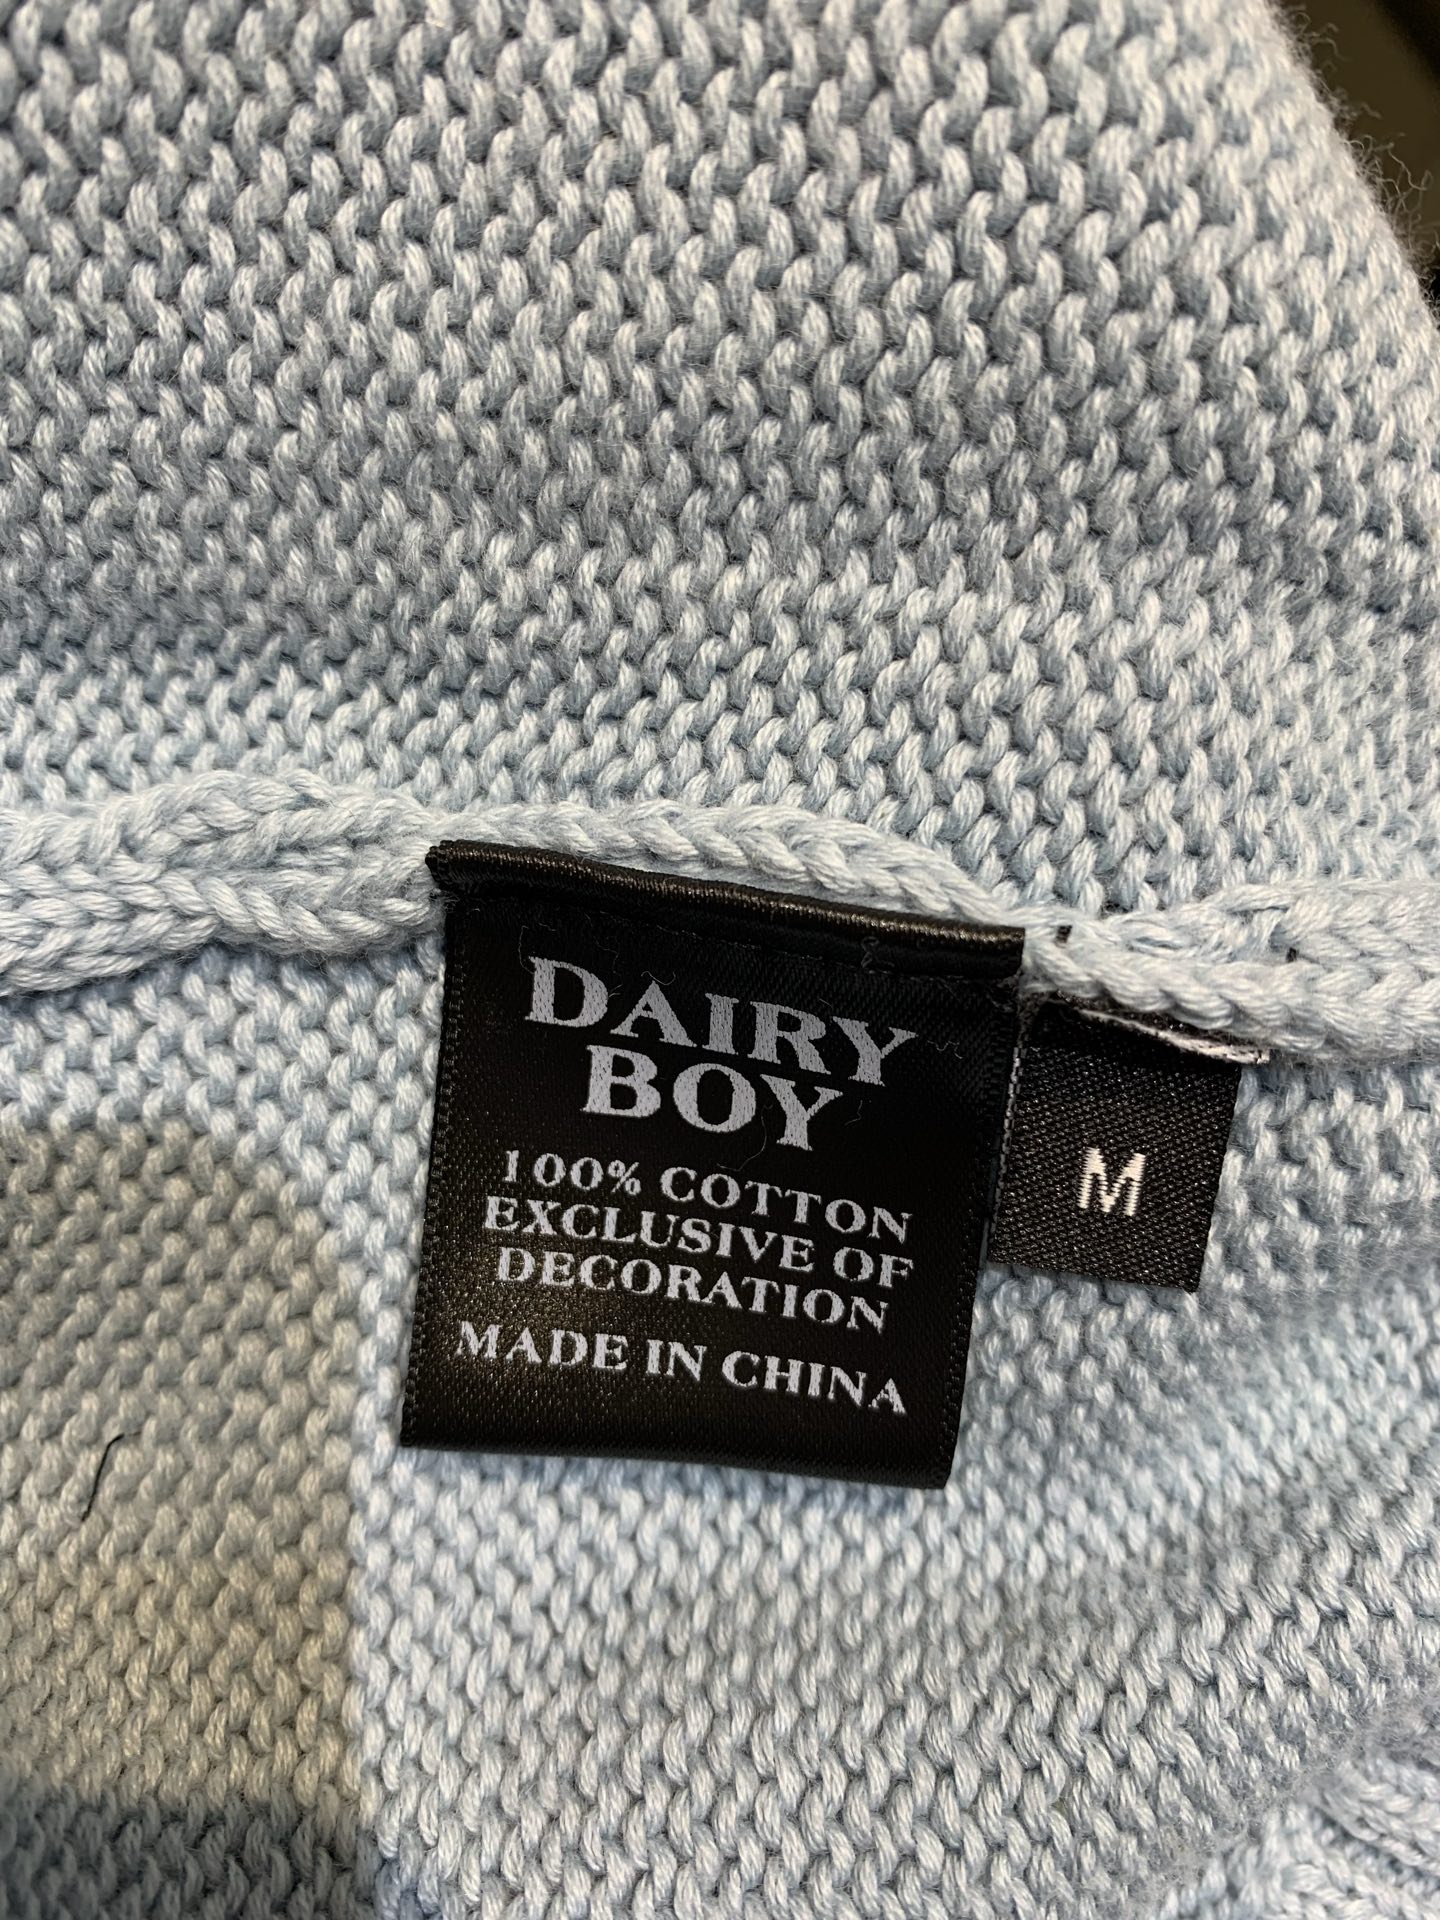 DAIRY
BOY
100% COTTON
EXCLUSIVE OF
DECORATION
MADE IN CHINA
M